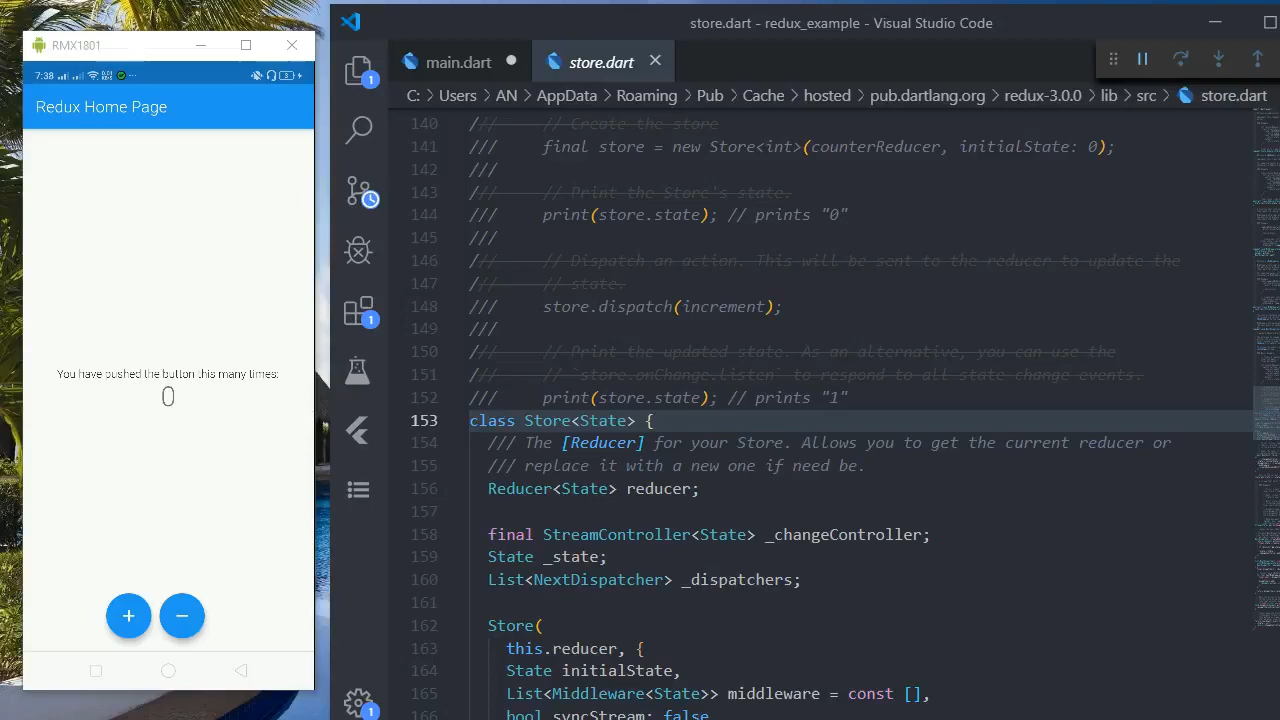 RMX1801
7:38
Redux Home Page
You have pushed the button this many times:
0
+
−
store.dart - redux_example - Visual Studio Code
main.dart
store.dart
C: > Users > AN > AppData > Roaming > Pub > Cache > hosted > pub.dartlang.org > redux-3.0.0 > lib > src > store.dart
140 /// // Create the store
141 /// final store = new Store<int>(counterReducer, initialState: 0);
142 ///
143 /// // Print the Store's state.
144 /// print(store.state); // prints "0"
145 ///
146 /// // Dispatch an action. This will be sent to the reducer to update the
147 /// // state.
148 /// store.dispatch(increment);
149 ///
150 /// // Print the updated state. As an alternative, you can use the
151 /// // `store.onChange.listen` to respond to all state change events.
152 /// print(store.state); // prints "1"
153 class Store<State> {
154 /// The [Reducer] for your Store. Allows you to get the current reducer or
155 /// replace it with a new one if need be.
156 Reducer<State> reducer;
157
158 final StreamController<State> _changeController;
159 State _state;
160 List<NextDispatcher> _dispatchers;
161
162 Store(
163 this.reducer, {
164 State initialState,
165 List<Middleware<State>> middleware = const [],
166 bool syncStream: false
1
1
1